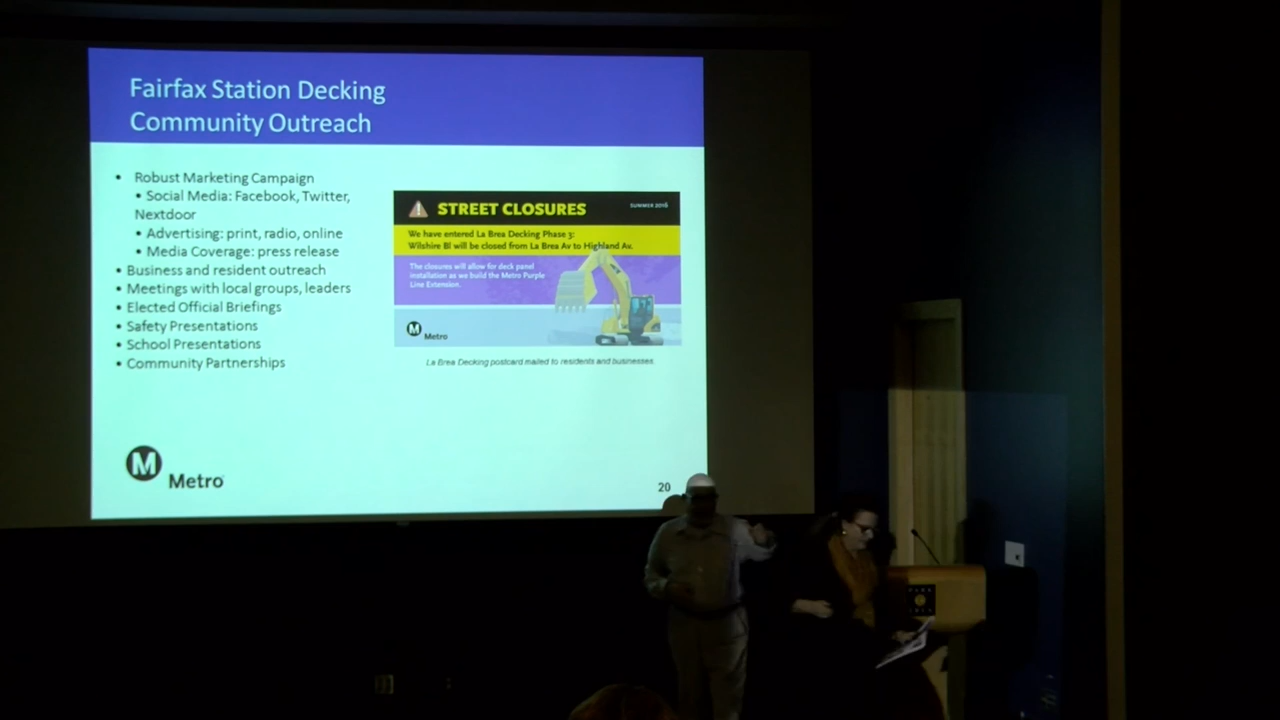 Fairfax Station Decking
Community Outreach
• Robust Marketing Campaign
• Social Media: Facebook, Twitter,
Nextdoor
• Advertising: print, radio, online
• Media Coverage: press release
• Business and resident outreach
• Meetings with local groups, leaders
• Elected Official Briefings
• Safety Presentations
• School Presentations
• Community Partnerships
STREET CLOSURES
SUMMER 2016
We have entered La Brea Decking Phase 3:
Wilshire Bl will be closed from La Brea Av to Highland Av.
The closures will allow for deck panel
installation as we build the Metro Purple
Line Extension.
M Metro
La Brea Decking postcard mailed to residents and businesses.
M Metro
20